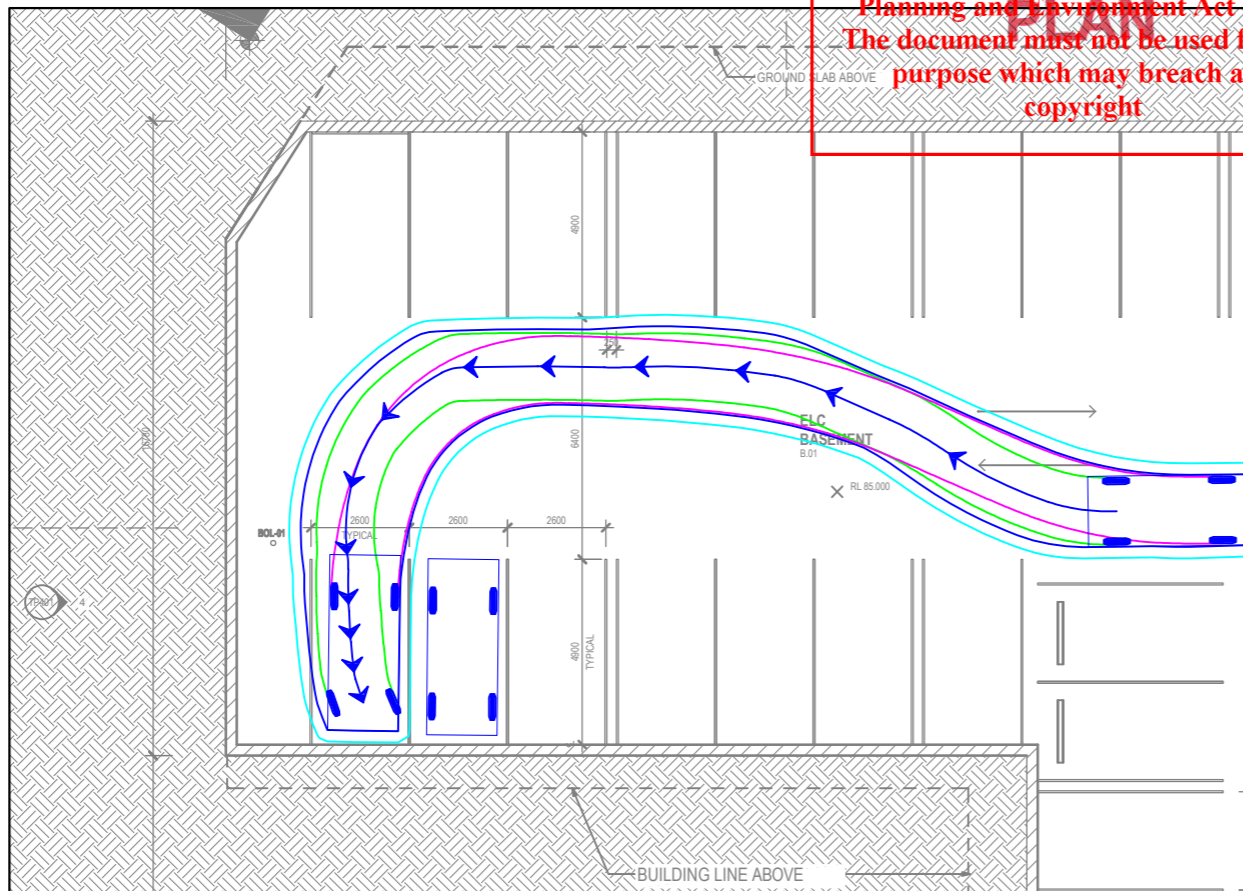 PLAN
Planning and Environment Act
The document must not be used f
purpose which may breach a
copyright
GROUND SLAB ABOVE
4900
250
ELC
BASEMENT
B.01
6400
RL 85.000
BOL-01
2600
TYPICAL
2600
2600
TP401
4
4900
TYPICAL
BUILDING LINE ABOVE